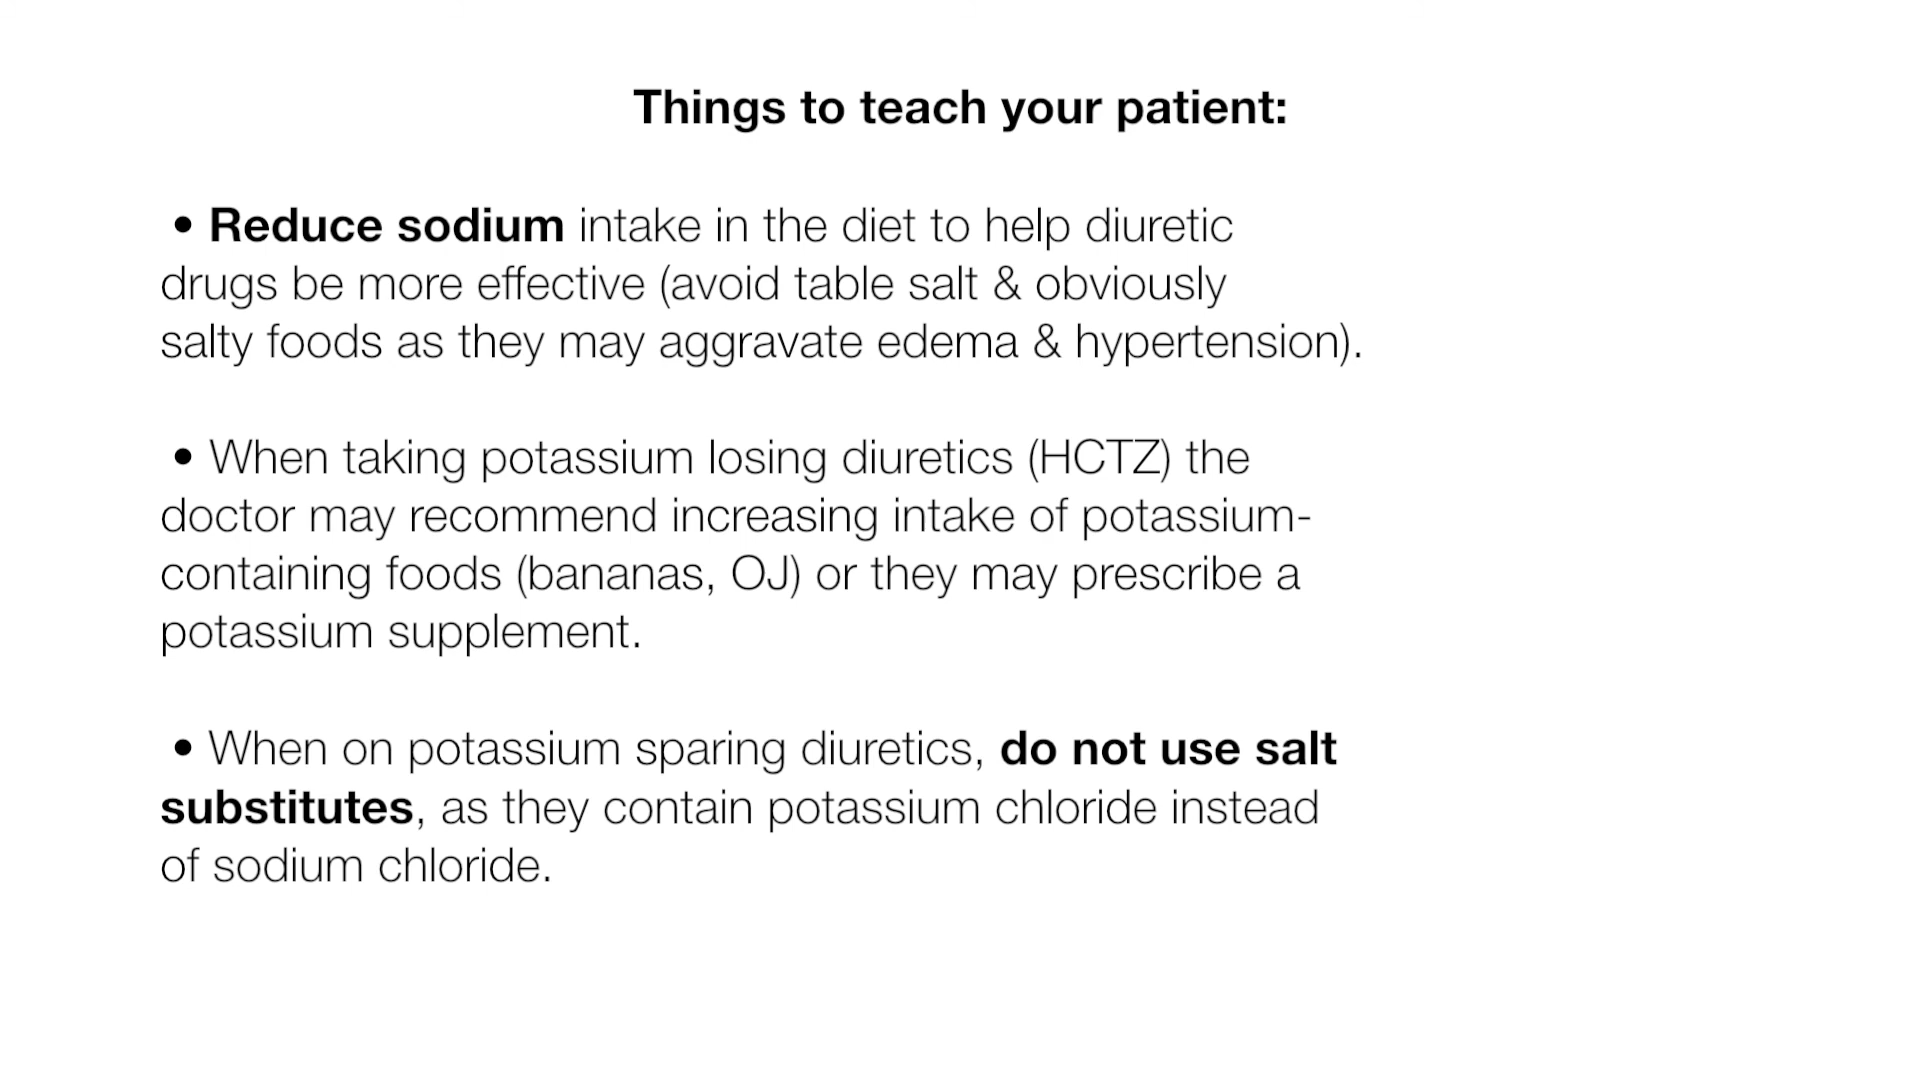 Things to teach your patient:
• Reduce sodium intake in the diet to help diuretic
drugs be more effective (avoid table salt & obviously
salty foods as they may aggravate edema & hypertension).
• When taking potassium losing diuretics (HCTZ) the
doctor may recommend increasing intake of potassium-
containing foods (bananas, OJ) or they may prescribe a
potassium supplement.
• When on potassium sparing diuretics, do not use salt
substitutes, as they contain potassium chloride instead
of sodium chloride.